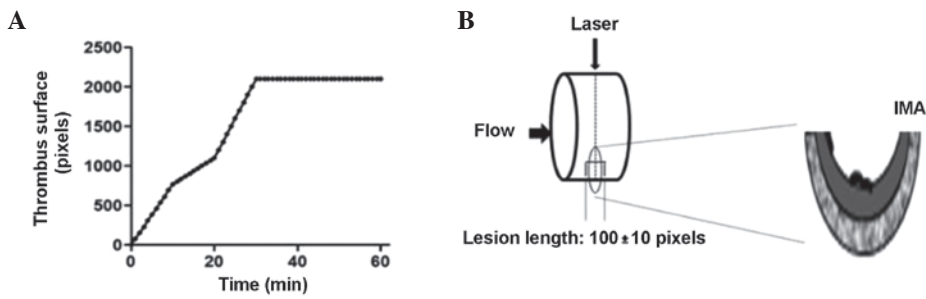 A
Thrombus surface
(pixels)
2500
2000
1500
1000
500
0
0
20
40
60
Time (min)
B
Laser
Flow
IMA
Lesion length: 100±10 pixels